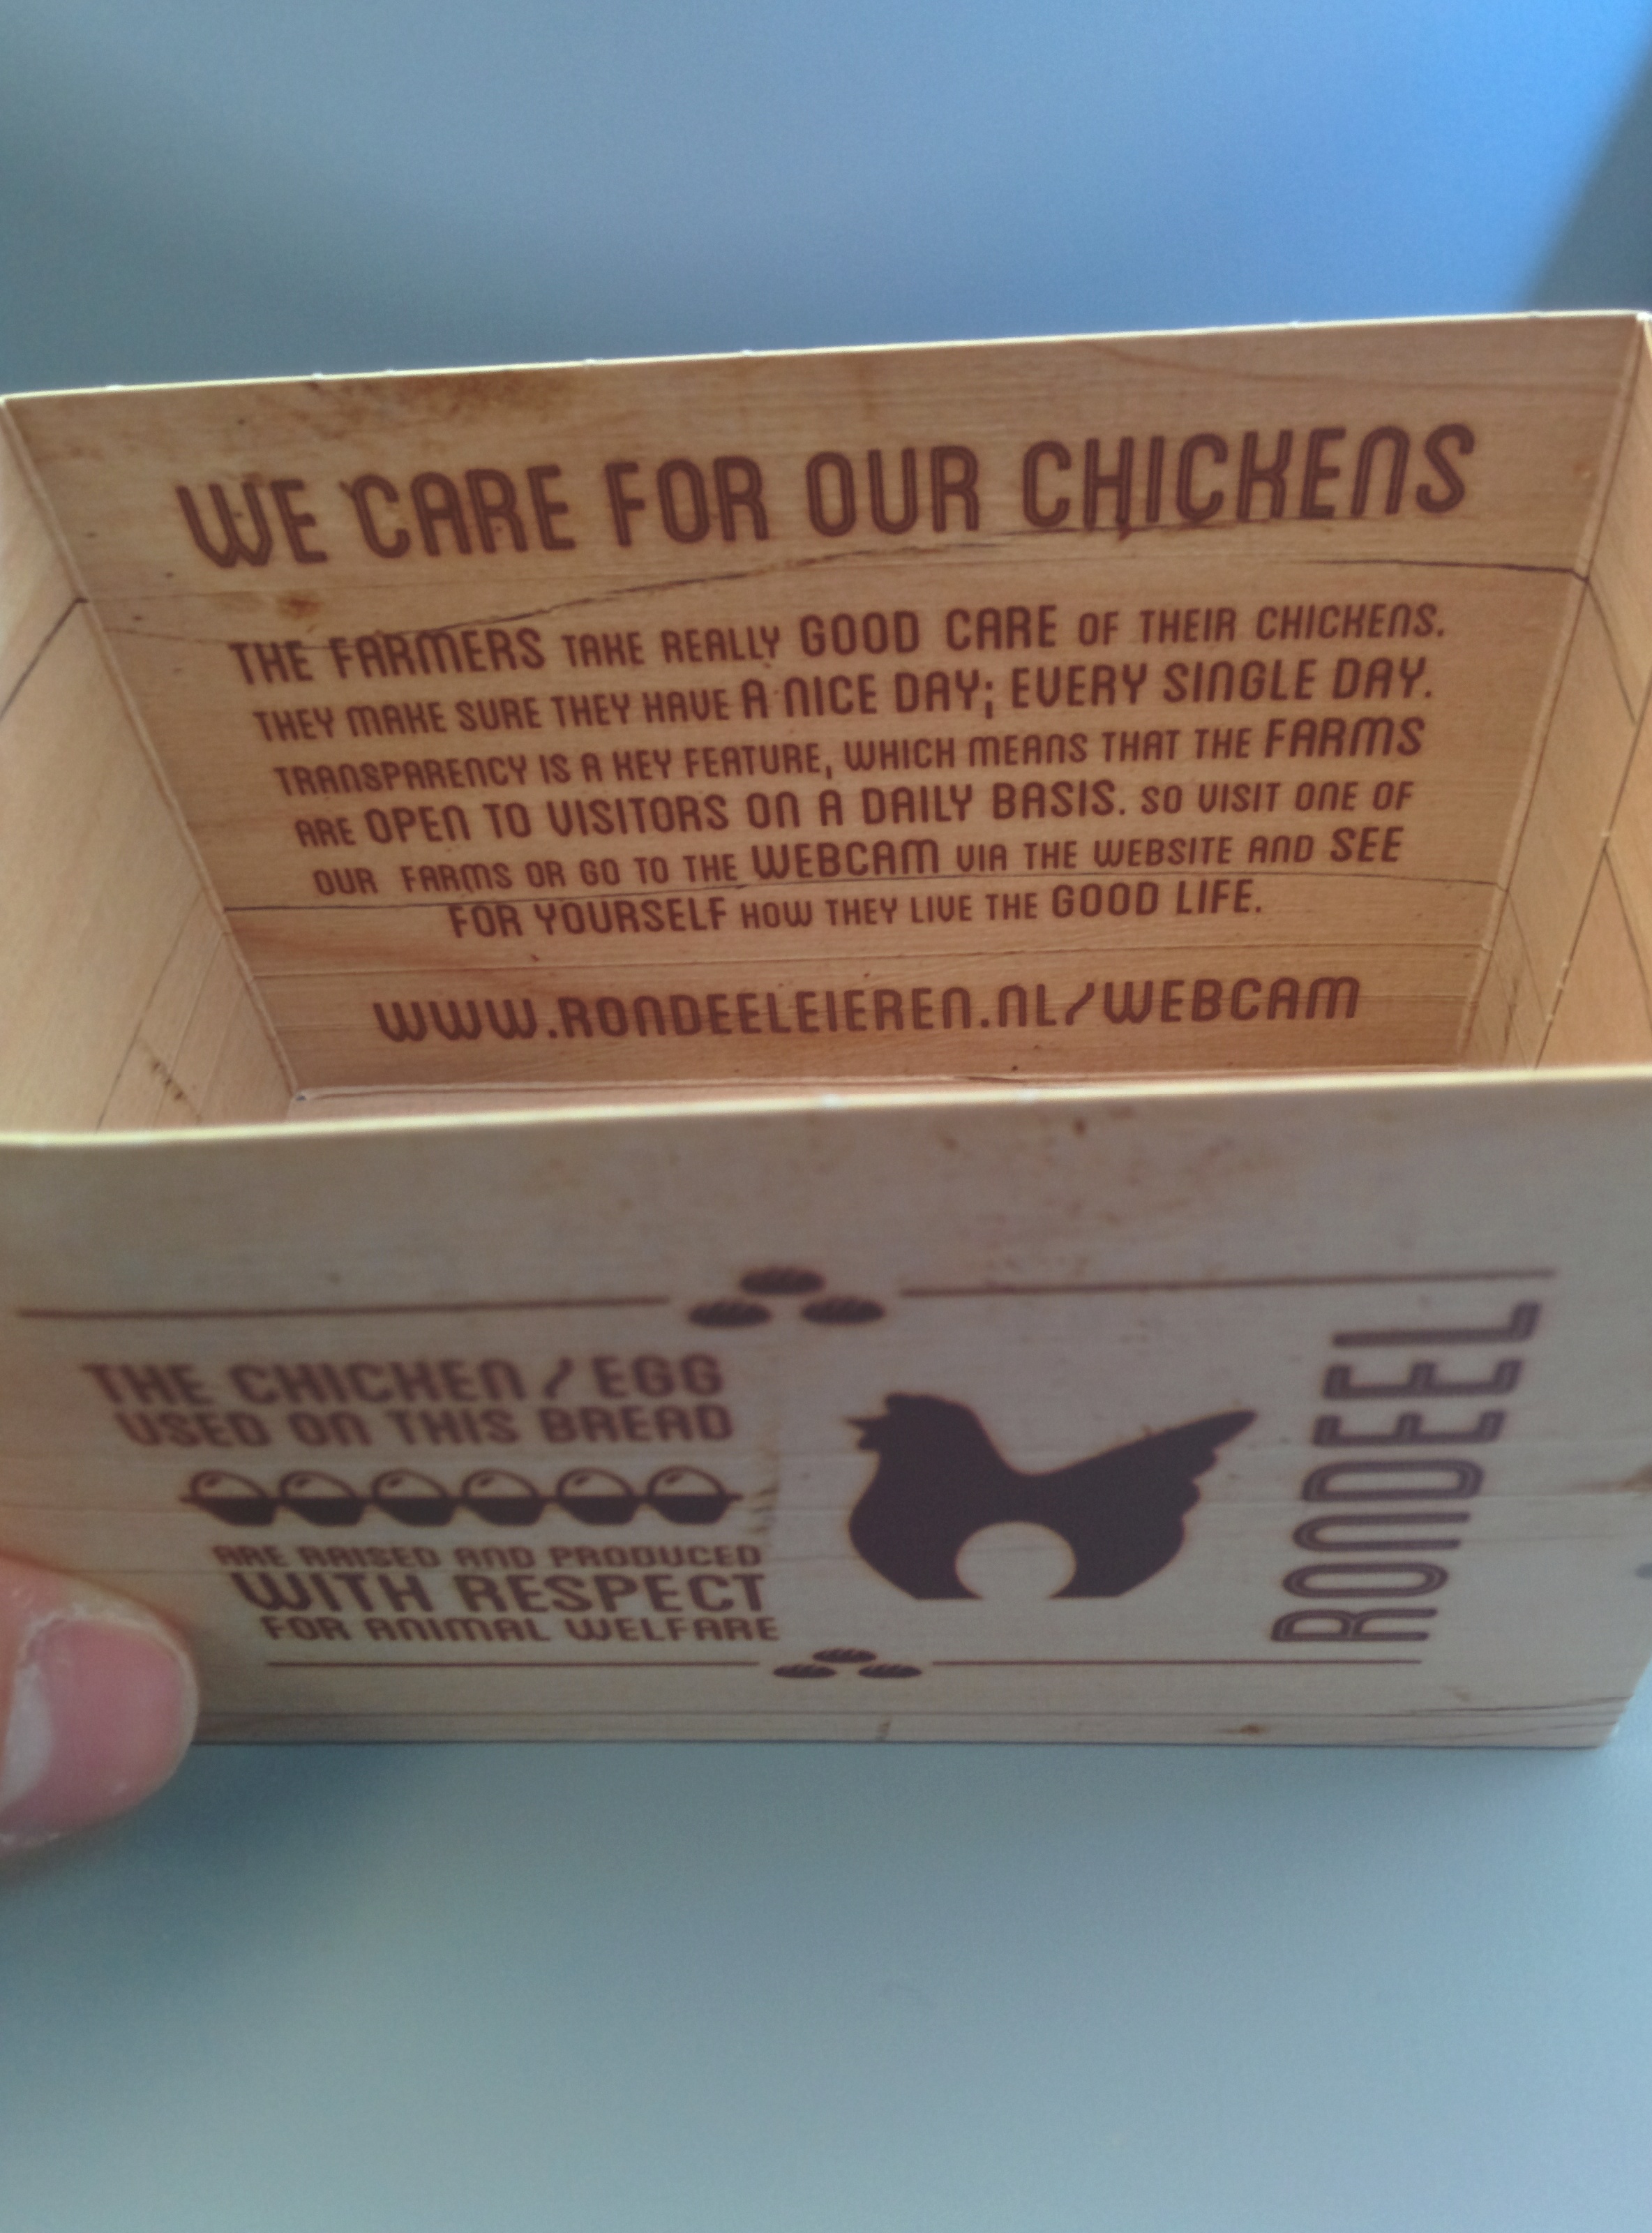 WE CARE FOR OUR CHICKENS
THE FARMERS TAKE REALLY GOOD CARE OF THEIR CHICKENS.
THEY MAKE SURE THEY HAVE A NICE DAY; EVERY SINGLE DAY.
TRANSPARENCY IS A KEY FEATURE, WHICH MEANS THAT THE FARMS
ARE OPEN TO VISITORS ON A DAILY BASIS. SO VISIT ONE OF
OUR FARMS OR GO TO THE WEBCAM VIA THE WEBSITE AND SEE
FOR YOURSELF HOW THEY LIVE THE GOOD LIFE.
WWW.RONDEELEIEREN.NL/WEBCAM
THE CHICKEN/EGG
USED ON THIS BREAD
ARE RAISED AND PRODUCED
WITH RESPECT
FOR ANIMAL WELFARE
RONDEEL